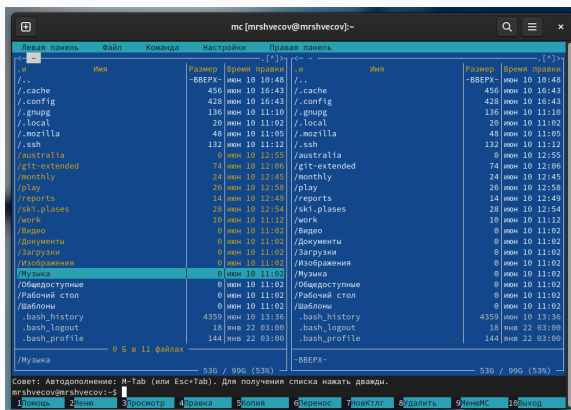 mc [mrshvecov@mrshvecov]:~
Левая панель Файл Команда Настройки Правая панель
<- ~ .[^]> <- ~ .[^]>
.и Имя Размер Время правки .и Имя Размер Время правки
/.. -ВВЕРХ- июн 10 10:48 /.. -ВВЕРХ- июн 10 10:48
/.cache 456 июн 10 16:43 /.cache 456 июн 10 16:43
/.config 428 июн 10 16:43 /.config 428 июн 10 16:43
/.gnupg 136 июн 10 11:10 /.gnupg 136 июн 10 11:10
/.local 20 июн 10 11:02 /.local 20 июн 10 11:02
/.mozilla 48 июн 10 11:05 /.mozilla 48 июн 10 11:05
/.ssh 132 июн 10 11:12 /.ssh 132 июн 10 11:12
/australia 0 июн 10 12:55 /australia 0 июн 10 12:55
/git-extended 74 июн 10 12:06 /git-extended 74 июн 10 12:06
/monthly 24 июн 10 12:45 /monthly 24 июн 10 12:45
/play 26 июн 10 12:58 /play 26 июн 10 12:58
/reports 14 июн 10 12:49 /reports 14 июн 10 12:49
/ski.plases 28 июн 10 12:54 /ski.plases 28 июн 10 12:54
/work 10 июн 10 11:12 /work 10 июн 10 11:12
/Видео 0 июн 10 11:02 /Видео 0 июн 10 11:02
/Документы 0 июн 10 11:02 /Документы 0 июн 10 11:02
/Загрузки 0 июн 10 11:02 /Загрузки 0 июн 10 11:02
/Изображения 0 июн 10 11:02 /Изображения 0 июн 10 11:02
/Музыка 0 июн 10 11:02 /Музыка 0 июн 10 11:02
/Общедоступные 0 июн 10 11:02 /Общедоступные 0 июн 10 11:02
/Рабочий стол 0 июн 10 11:02 /Рабочий стол 0 июн 10 11:02
/Шаблоны 0 июн 10 11:02 /Шаблоны 0 июн 10 11:02
.bash_history 4359 июн 10 13:36 .bash_history 4359 июн 10 13:36
.bash_logout 18 янв 22 03:00 .bash_logout 18 янв 22 03:00
.bash_profile 144 янв 22 03:00 .bash_profile 144 янв 22 03:00
0 Б в 11 файлах
/Музыка -ВВЕРХ-
53G / 99G (53%) 53G / 99G (53%)
Совет: Автодополнение: M-Tab (или Esc+Tab). Для получения списка нажать дважды.
mrshvecov@mrshvecov:~$
1Помощь 2Меню 3Просмотр 4Правка 5Копия 6Перенос 7НовКтлг 8Удалить 9МенюMC 10Выход